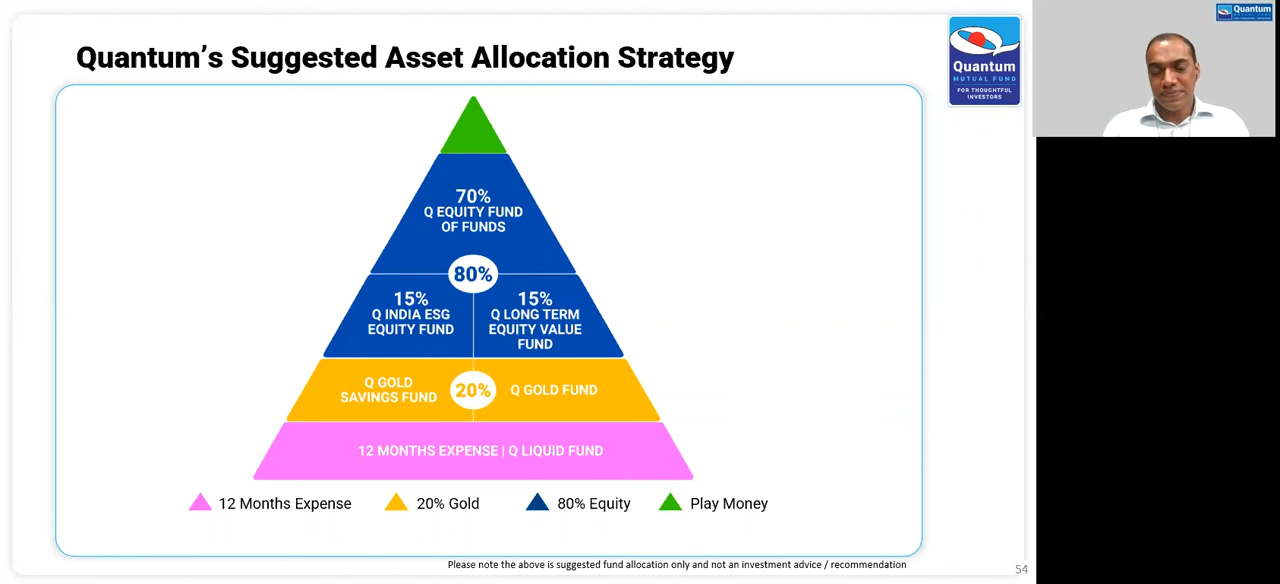 Quantum's Suggested Asset Allocation Strategy
Quantum
MUTUAL FUND
FOR THOUGHTFUL
INVESTORS
Quantum
70%
Q EQUITY FUND
OF FUNDS
80%
15%
Q INDIA ESG
EQUITY FUND
15%
Q LONG TERM
EQUITY VALUE
FUND
Q GOLD
SAVINGS FUND
20%
Q GOLD FUND
12 MONTHS EXPENSE | Q LIQUID FUND
12 Months Expense
20% Gold
80% Equity
Play Money
Please note the above is suggested fund allocation only and not an investment advice / recommendation
54